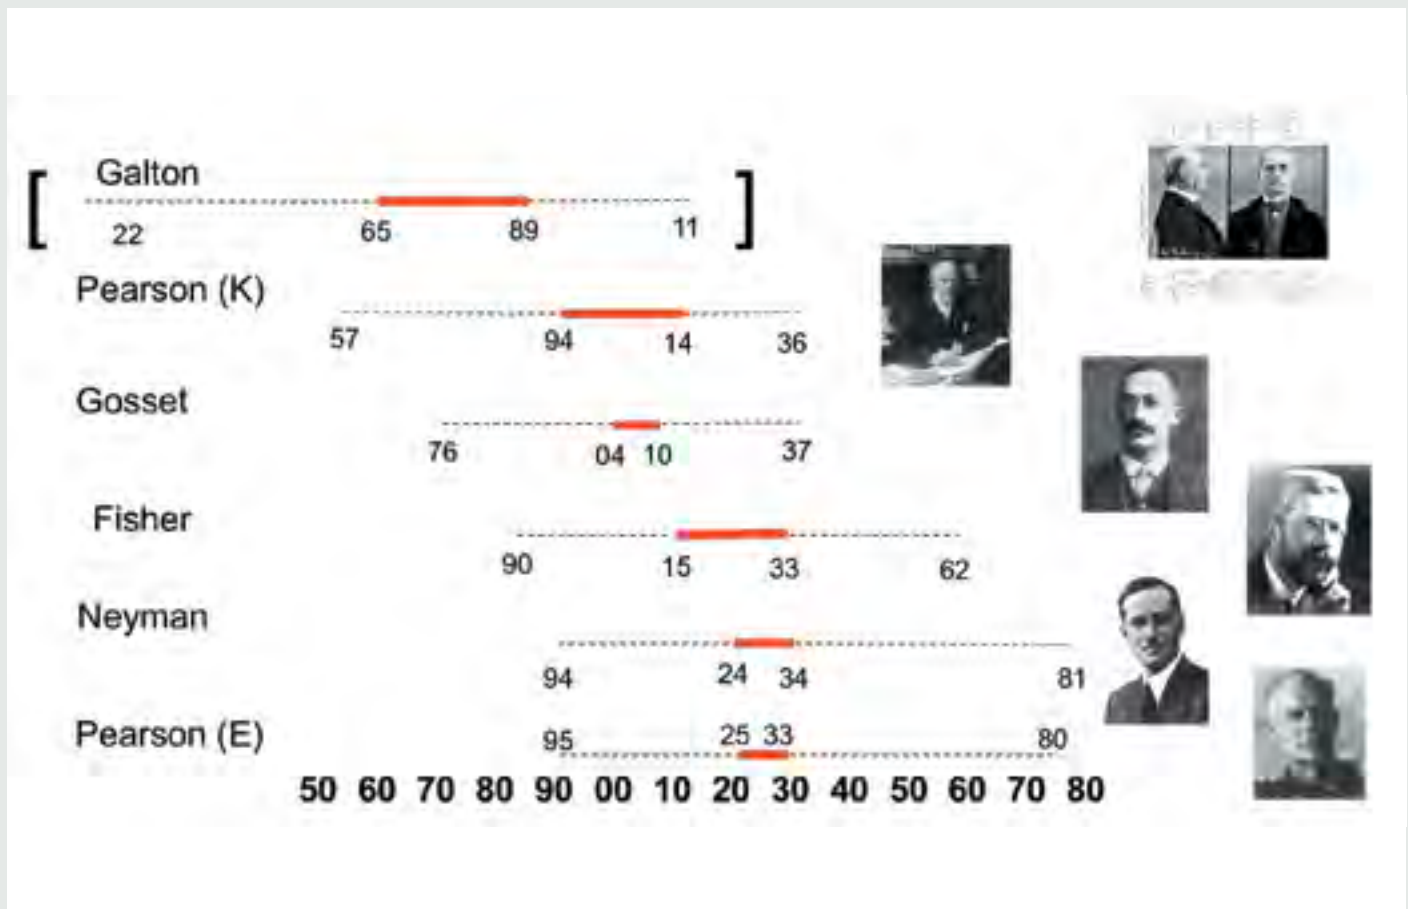 Galton
[ ]
22 65 89 11
Pearson (K)
57 94 14 36
Gosset
76 04 10 37
Fisher
90 15 33 62
Neyman
94 24 34 81
Pearson (E)
95 25 33 80
50 60 70 80 90 00 10 20 30 40 50 60 70 80